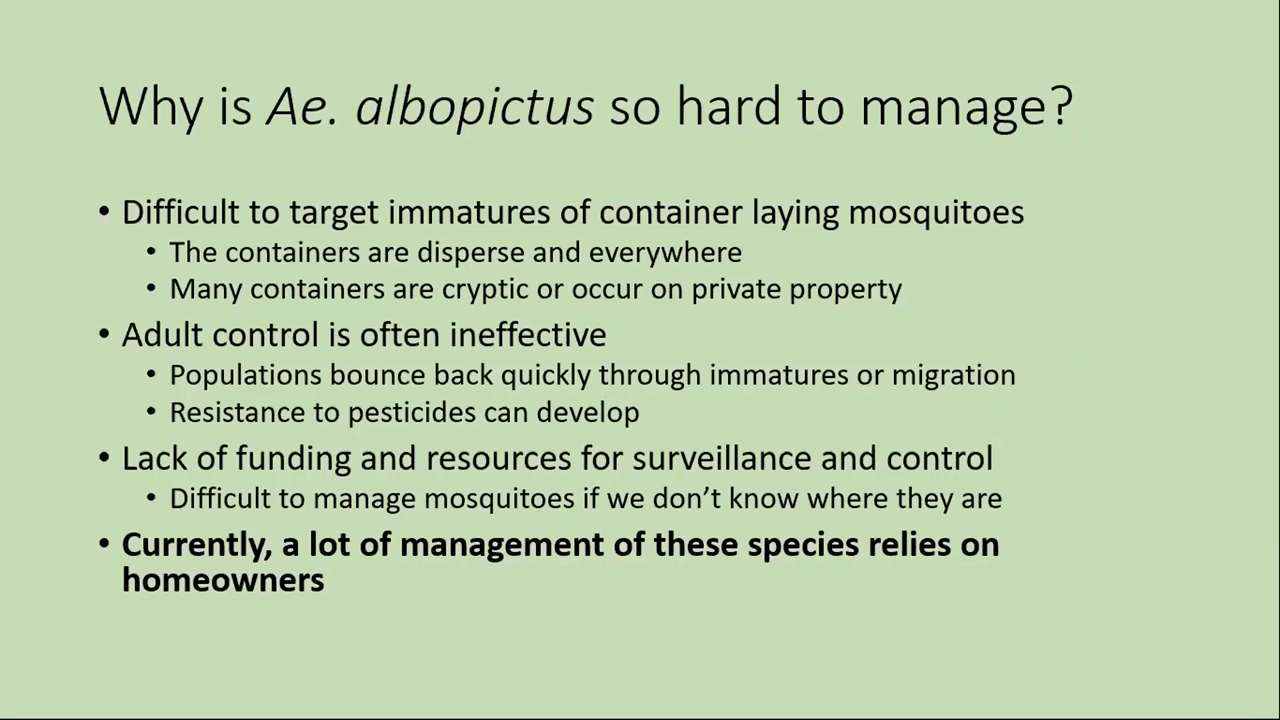 Why is Ae. albopictus so hard to manage?
• Difficult to target immatures of container laying mosquitoes
• The containers are disperse and everywhere
• Many containers are cryptic or occur on private property
• Adult control is often ineffective
• Populations bounce back quickly through immatures or migration
• Resistance to pesticides can develop
• Lack of funding and resources for surveillance and control
• Difficult to manage mosquitoes if we don’t know where they are
• Currently, a lot of management of these species relies on
homeowners